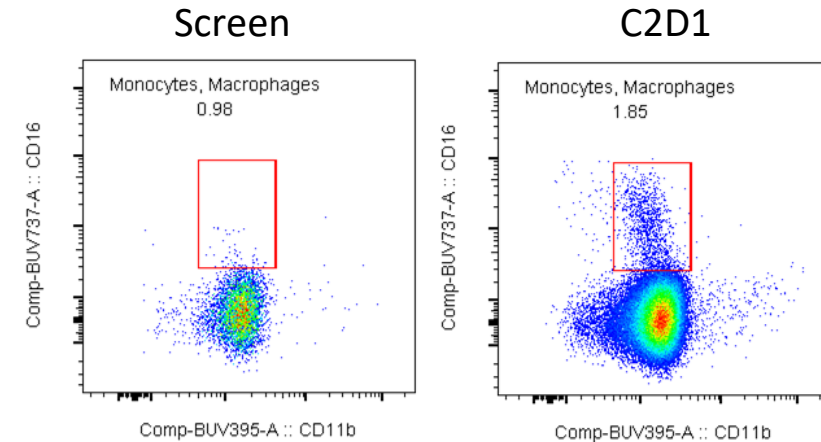 Screen
Monocytes, Macrophages
0.98
Comp-BUV737-A :: CD16
Comp-BUV395-A :: CD11b
C2D1
Monocytes, Macrophages
1.85
Comp-BUV737-A :: CD16
Comp-BUV395-A :: CD11b